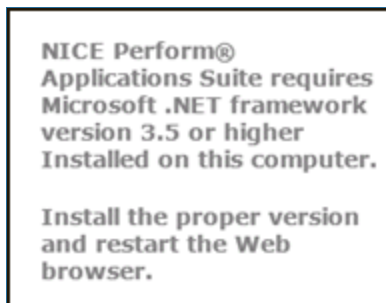 NICE Perform®
Applications Suite requires
Microsoft .NET framework
version 3.5 or higher
Installed on this computer.
Install the proper version
and restart the Web
browser.